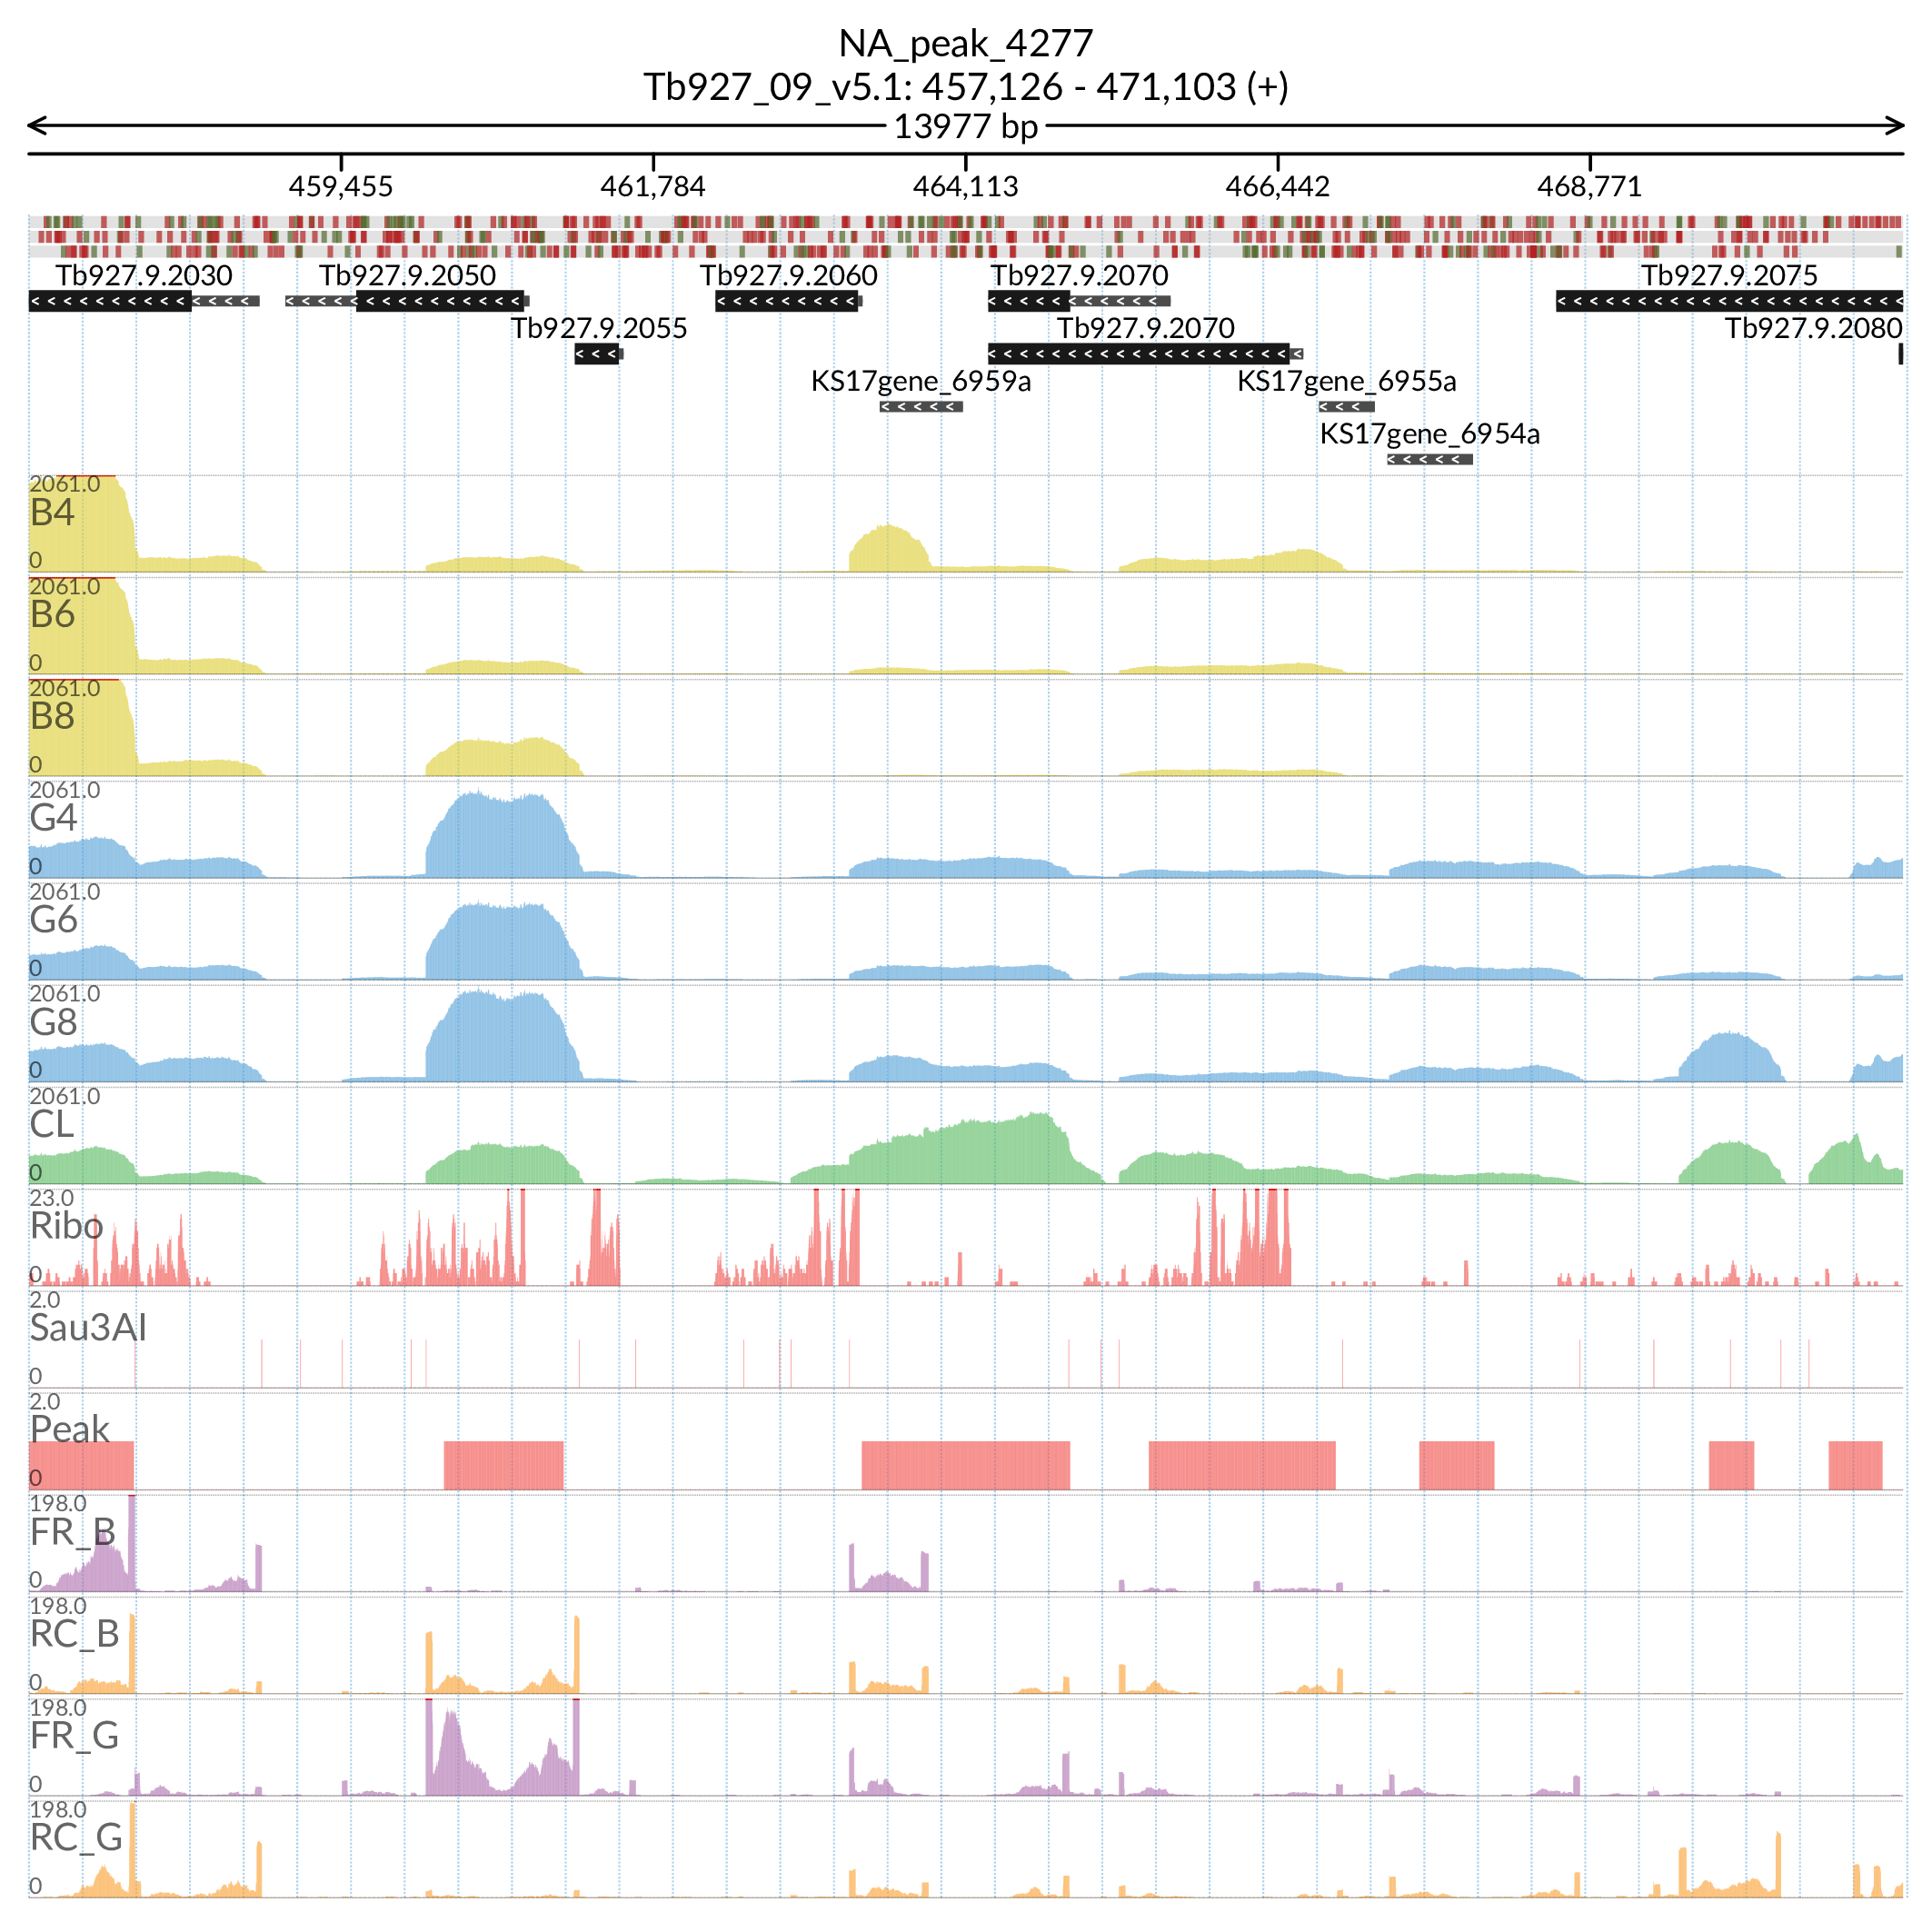 NA_peak_4277
Tb927_09_v5.1: 457,126 - 471,103 (+)
13977 bp
459,455 461,784 464,113 466,442 468,771
Tb927.9.2030 Tb927.9.2050 Tb927.9.2060 Tb927.9.2070 Tb927.9.2075
Tb927.9.2055 Tb927.9.2070 Tb927.9.2080
KS17gene_6959a KS17gene_6955a
KS17gene_6954a
2061.0
B4
0
2061.0
B6
0
2061.0
B8
0
2061.0
G4
0
2061.0
G6
0
2061.0
G8
0
2061.0
CL
0
23.0
Ribo
0
2.0
Sau3AI
0
2.0
Peak
0
198.0
FR_B
0
198.0
RC_B
0
198.0
FR_G
0
198.0
RC_G
0